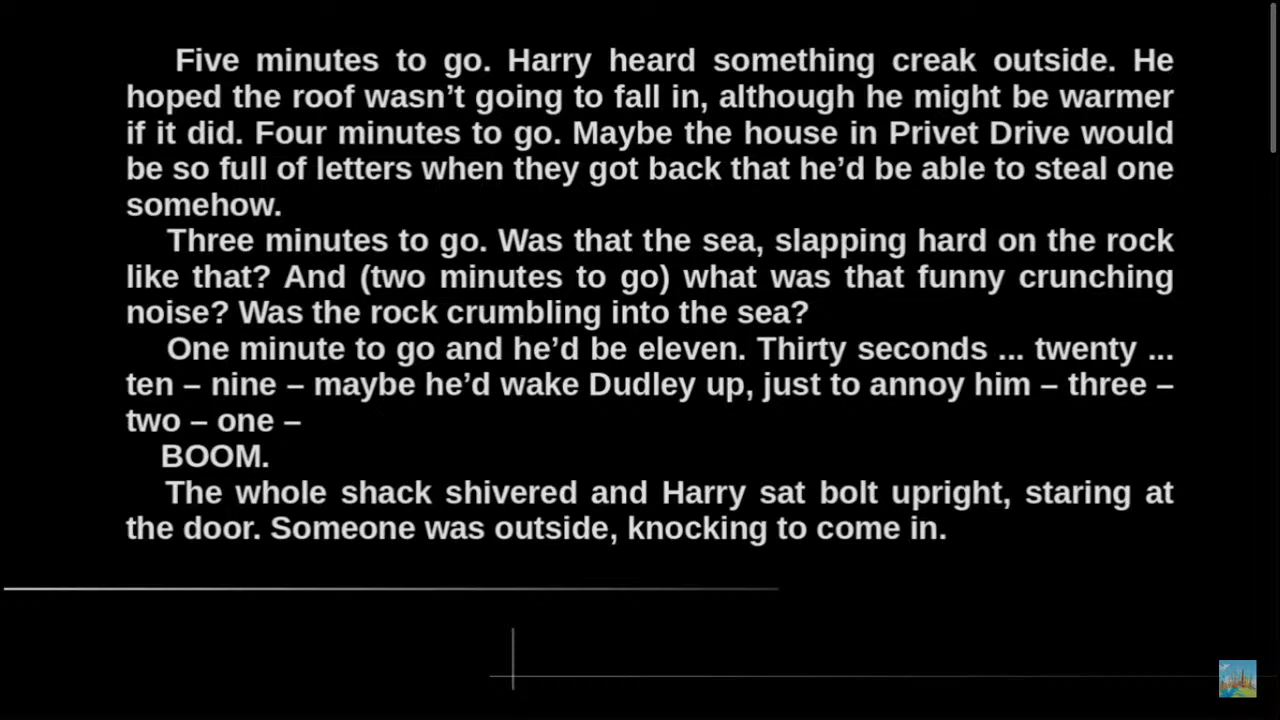 Five minutes to go. Harry heard something creak outside. He
hoped the roof wasn’t going to fall in, although he might be warmer
if it did. Four minutes to go. Maybe the house in Privet Drive would
be so full of letters when they got back that he’d be able to steal one
somehow.
Three minutes to go. Was that the sea, slapping hard on the rock
like that? And (two minutes to go) what was that funny crunching
noise? Was the rock crumbling into the sea?
One minute to go and he’d be eleven. Thirty seconds ... twenty ...
ten – nine – maybe he’d wake Dudley up, just to annoy him – three –
two – one –
BOOM.
The whole shack shivered and Harry sat bolt upright, staring at
the door. Someone was outside, knocking to come in.